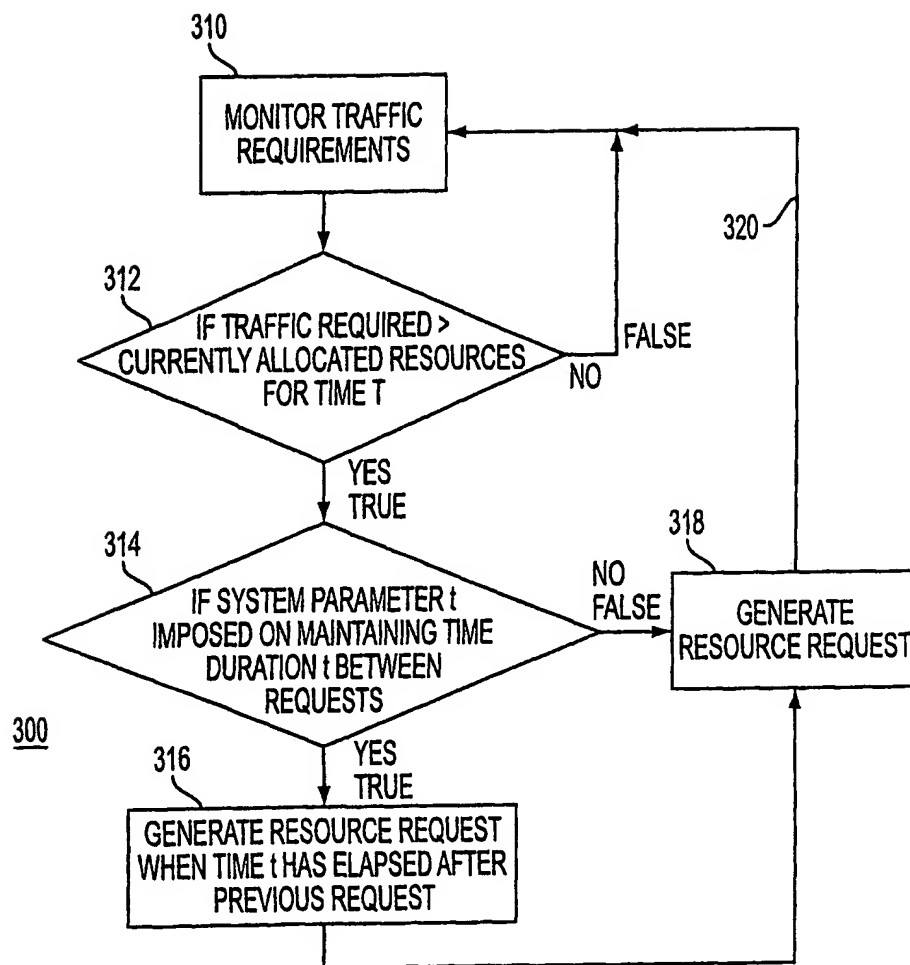 310
MONITOR TRAFFIC
REQUIREMENTS
320
312
IF TRAFFIC REQUIRED >
CURRENTLY ALLOCATED RESOURCES
FOR TIME T
FALSE
NO
YES
TRUE
314
IF SYSTEM PARAMETER t
IMPOSED ON MAINTAINING TIME
DURATION t BETWEEN
REQUESTS
NO
FALSE
318
GENERATE
RESOURCE REQUEST
300
YES
TRUE
316
GENERATE RESOURCE REQUEST
WHEN TIME t HAS ELAPSED AFTER
PREVIOUS REQUEST